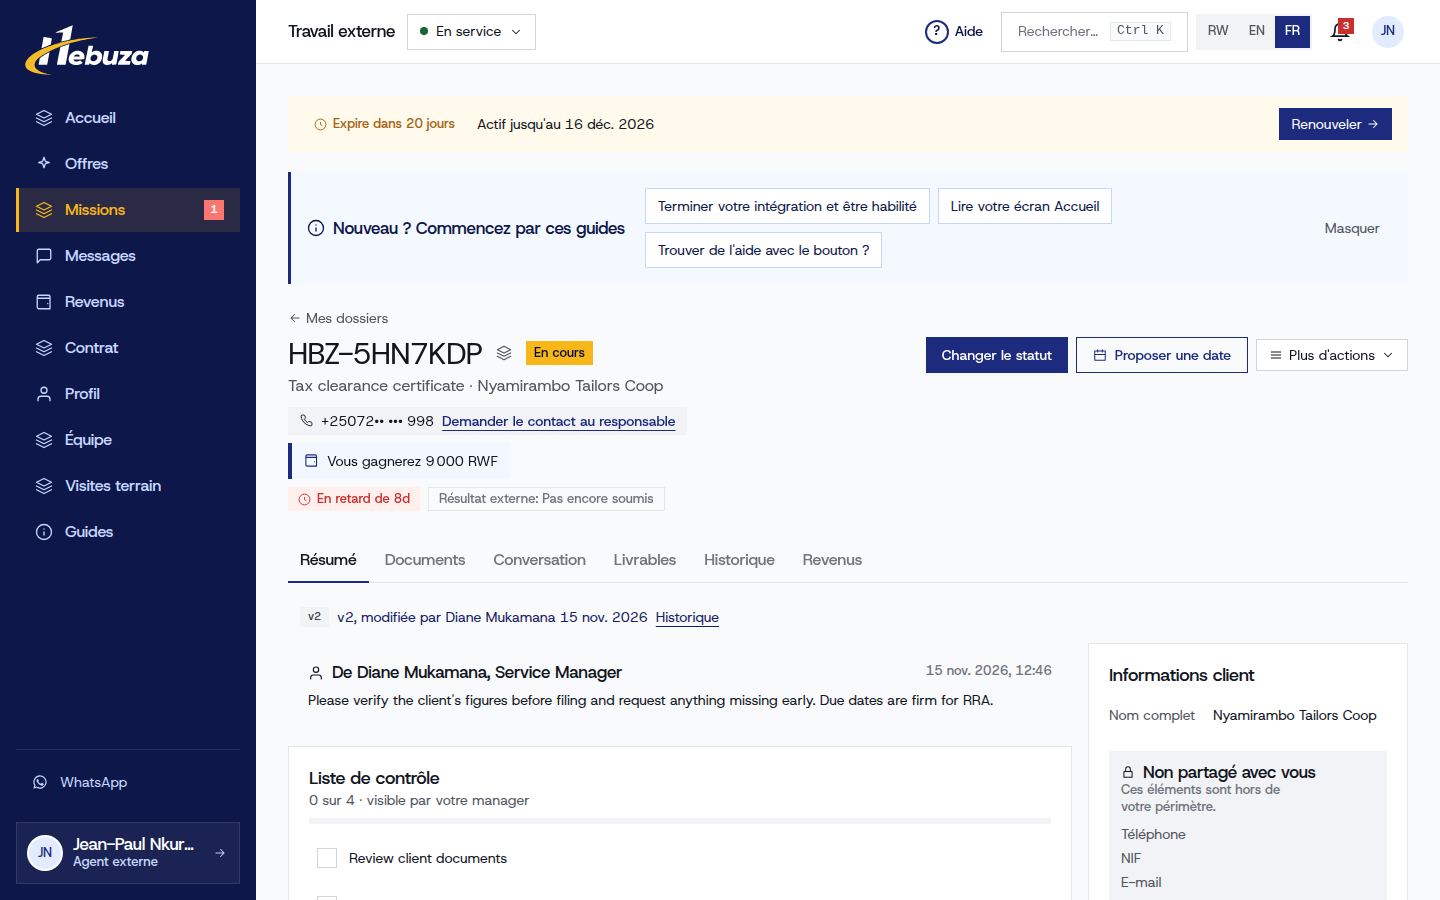 Hebuza
Travail externe
En service
? Aide
Rechercher... Ctrl K
RW EN FR
3
JN
Accueil
Offres
Missions 1
Messages
Revenus
Contrat
Profil
Équipe
Visites terrain
Guides
WhatsApp
JN
Jean-Paul Nkur...
Agent externe
Expire dans 20 jours
Actif jusqu'au 16 déc. 2026
Renouveler →
Nouveau ? Commencez par ces guides
Terminer votre intégration et être habilité
Lire votre écran Accueil
Trouver de l'aide avec le bouton ?
Masquer
← Mes dossiers
HBZ-5HN7KDP
En cours
Changer le statut
Proposer une date
Plus d'actions
Tax clearance certificate · Nyamirambo Tailors Coop
+25072•• ••• 998 Demander le contact au responsable
Vous gagnerez 9 000 RWF
En retard de 8d
Résultat externe: Pas encore soumis
Résumé
Documents
Conversation
Livrables
Historique
Revenus
v2
v2, modifiée par Diane Mukamana 15 nov. 2026 Historique
De Diane Mukamana, Service Manager
15 nov. 2026, 12:46
Please verify the client's figures before filing and request anything missing early. Due dates are firm for RRA.
Liste de contrôle
0 sur 4 · visible par votre manager
Review client documents
Informations client
Nom complet Nyamirambo Tailors Coop
Non partagé avec vous
Ces éléments sont hors de
votre périmètre.
Téléphone
NIF
E-mail